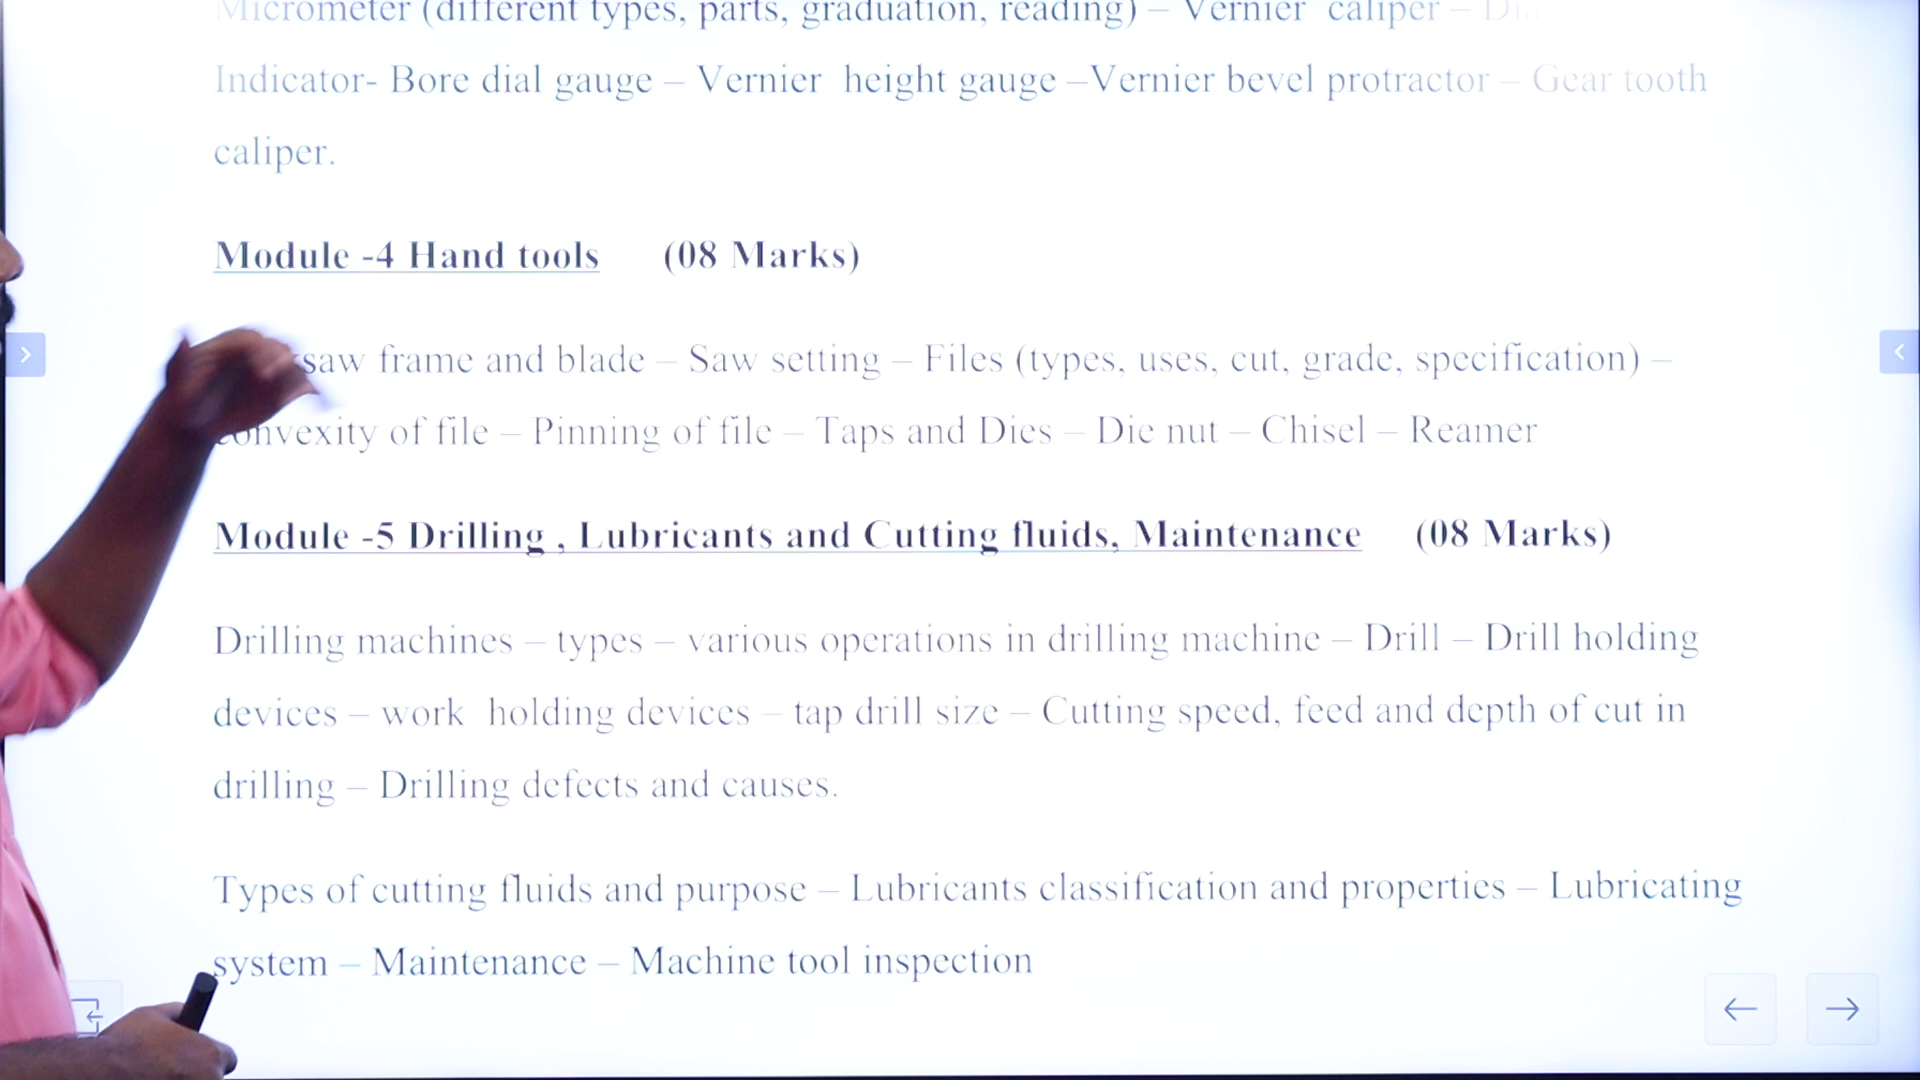 Micrometer (different types, parts, graduation, reading) – Vernier caliper –
Indicator- Bore dial gauge – Vernier height gauge –Vernier bevel protractor – Gear tooth
caliper.
Module -4 Hand tools (08 Marks)
saw frame and blade – Saw setting – Files (types, uses, cut, grade, specification) –
convexity of file – Pinning of file – Taps and Dies – Die nut – Chisel – Reamer
Module -5 Drilling , Lubricants and Cutting fluids, Maintenance (08 Marks)
Drilling machines – types – various operations in drilling machine – Drill – Drill holding
devices – work holding devices – tap drill size – Cutting speed, feed and depth of cut in
drilling – Drilling defects and causes.
Types of cutting fluids and purpose – Lubricants classification and properties – Lubricating
system – Maintenance – Machine tool inspection